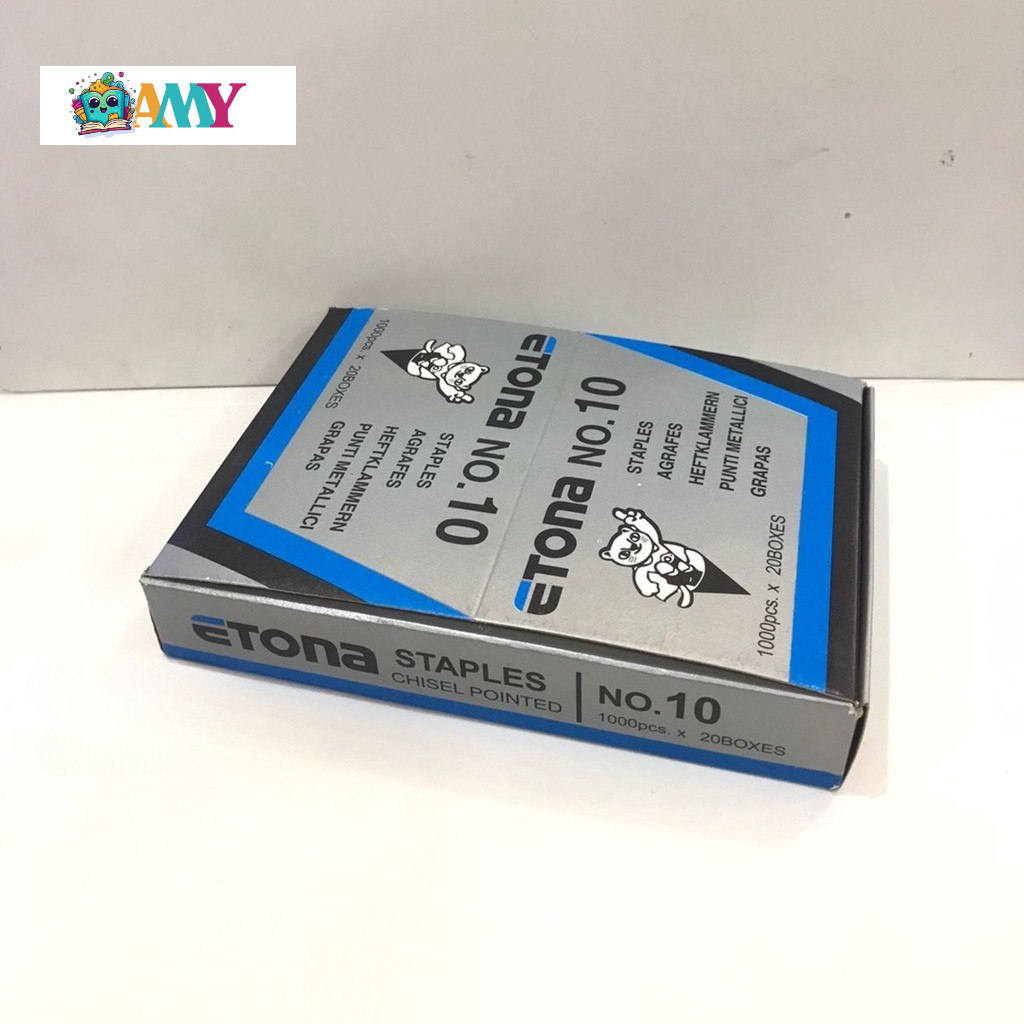 AMY
1000pcs. x 20BOXES
GRAPAS
PUNTI METALLICI
HEFTKLAMMERN
AGRAFES
STAPLES
ETONA NO.10
ETONA NO.10
STAPLES
AGRAFES
HEFTKLAMMERN
PUNTI METALLICI
GRAPAS
1000pcs. x 20BOXES
ETONA STAPLES
CHISEL POINTED
NO.10
1000pcs. x 20BOXES